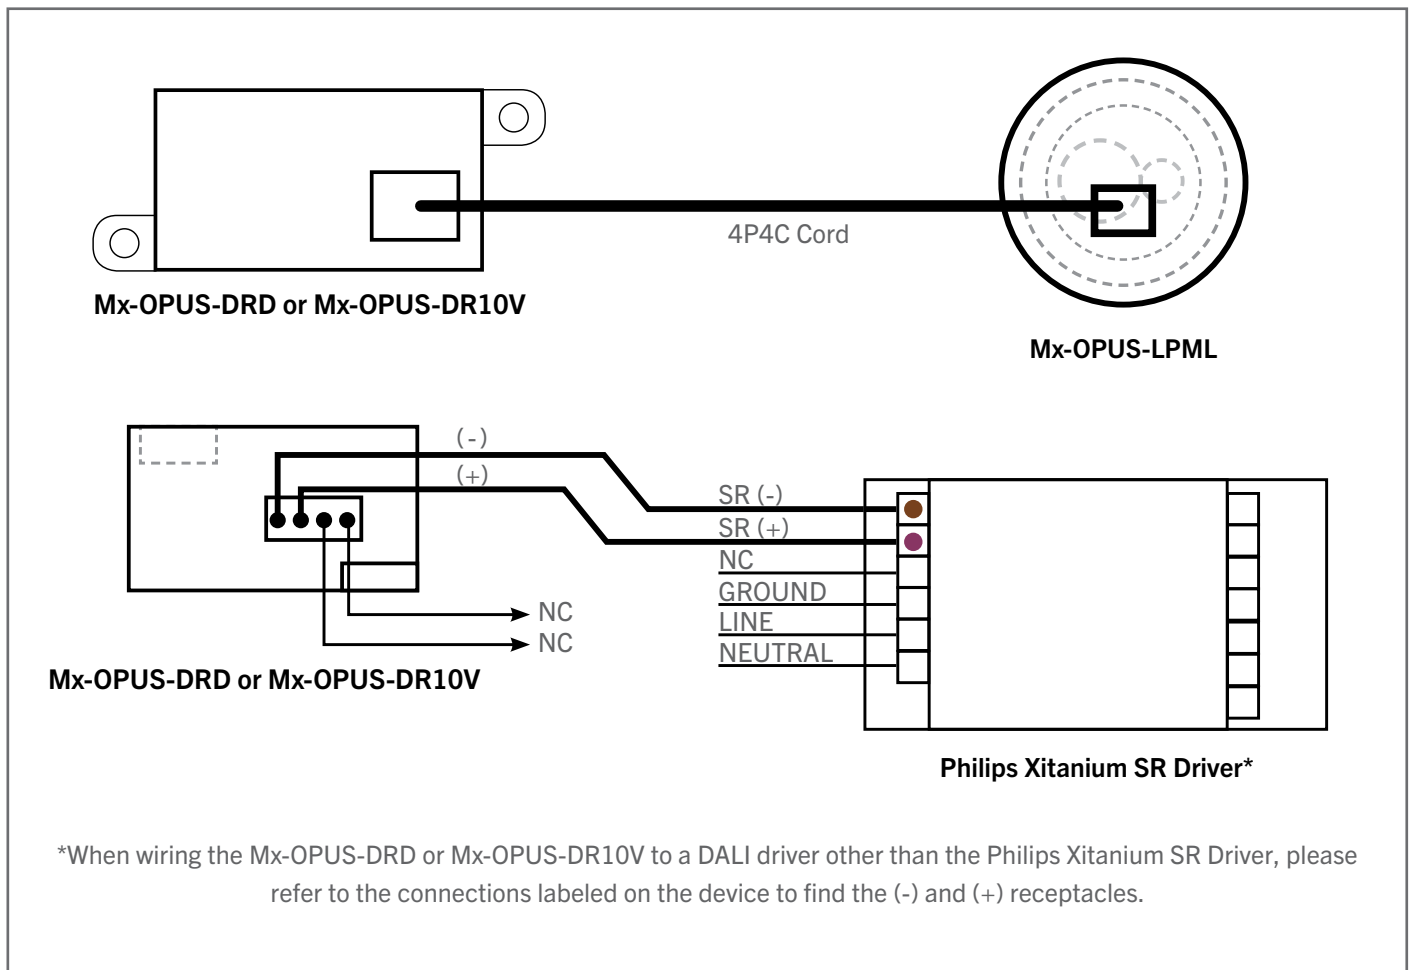 4P4C Cord
Mx-OPUS-DRD or Mx-OPUS-DR10V
Mx-OPUS-LPML
(-)
(+)
SR (-)
SR (+)
NC
GROUND
LINE
NEUTRAL
NC
NC
Mx-OPUS-DRD or Mx-OPUS-DR10V
Philips Xitanium SR Driver*
*When wiring the Mx-OPUS-DRD or Mx-OPUS-DR10V to a DALI driver other than the Philips Xitanium SR Driver, please
refer to the connections labeled on the device to find the (-) and (+) receptacles.